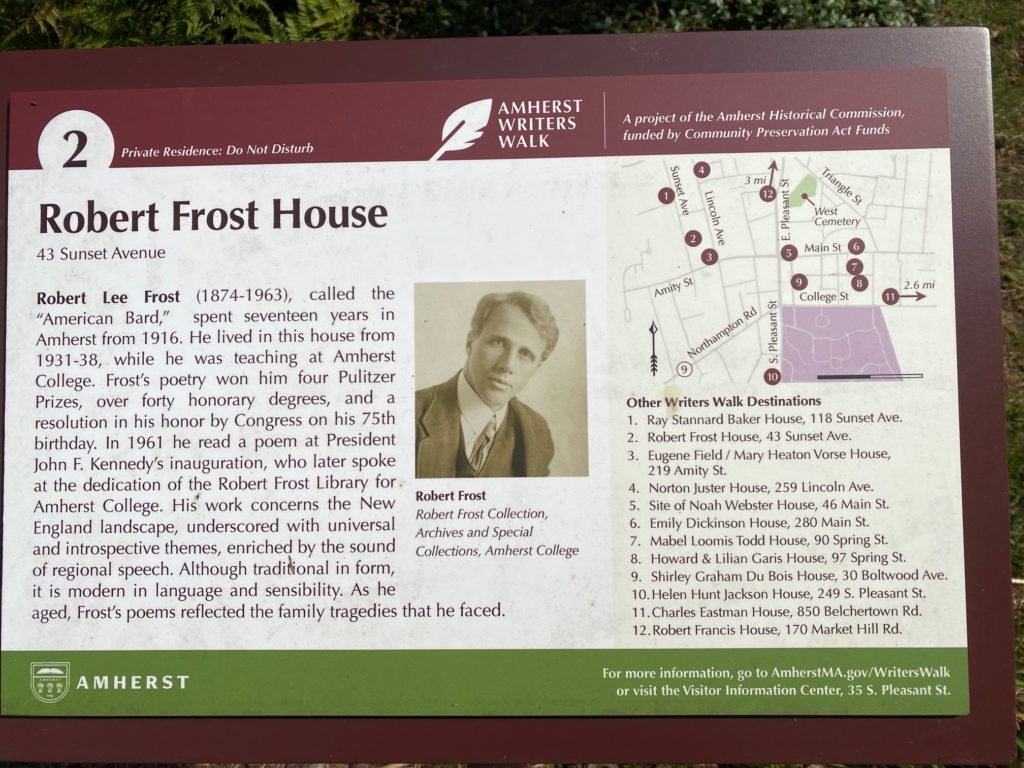 2
Private Residence: Do Not Disturb
AMHERST
WRITERS
WALK
A project of the Amherst Historical Commission,
funded by Community Preservation Act Funds
Robert Frost House
43 Sunset Avenue
Robert Lee Frost (1874-1963), called the
“American Bard,” spent seventeen years in
Amherst from 1916. He lived in this house from
1931-38, while he was teaching at Amherst
College. Frost’s poetry won him four Pulitzer
Prizes, over forty honorary degrees, and a
resolution in his honor by Congress on his 75th
birthday. In 1961 he read a poem at President
John F. Kennedy’s inauguration, who later spoke
at the dedication of the Robert Frost Library for
Amherst College. His work concerns the New
England landscape, underscored with universal
and introspective themes, enriched by the sound
of regional speech. Although traditional in form,
it is modern in language and sensibility. As he
aged, Frost’s poems reflected the family tragedies that he faced.
Robert Frost
Robert Frost Collection,
Archives and Special
Collections, Amherst College
1
Sunset Ave
4
Lincoln Ave
3 mi
12
E. Pleasant St
Triangle St
West
Cemetery
2
3
5
Main St
6
7
8
9
College St
11
2.6 mi
Amity St
Northampton Rd
9
S. Pleasant St
10
Other Writers Walk Destinations
1. Ray Stannard Baker House, 118 Sunset Ave.
2. Robert Frost House, 43 Sunset Ave.
3. Eugene Field / Mary Heaton Vorse House,
219 Amity St.
4. Norton Juster House, 259 Lincoln Ave.
5. Site of Noah Webster House, 46 Main St.
6. Emily Dickinson House, 280 Main St.
7. Mabel Loomis Todd House, 90 Spring St.
8. Howard & Lilian Garis House, 97 Spring St.
9. Shirley Graham Du Bois House, 30 Boltwood Ave.
10. Helen Hunt Jackson House, 249 S. Pleasant St.
11. Charles Eastman House, 850 Belchertown Rd.
12. Robert Francis House, 170 Market Hill Rd.
AMHERST
For more information, go to AmherstMA.gov/WritersWalk
or visit the Visitor Information Center, 35 S. Pleasant St.